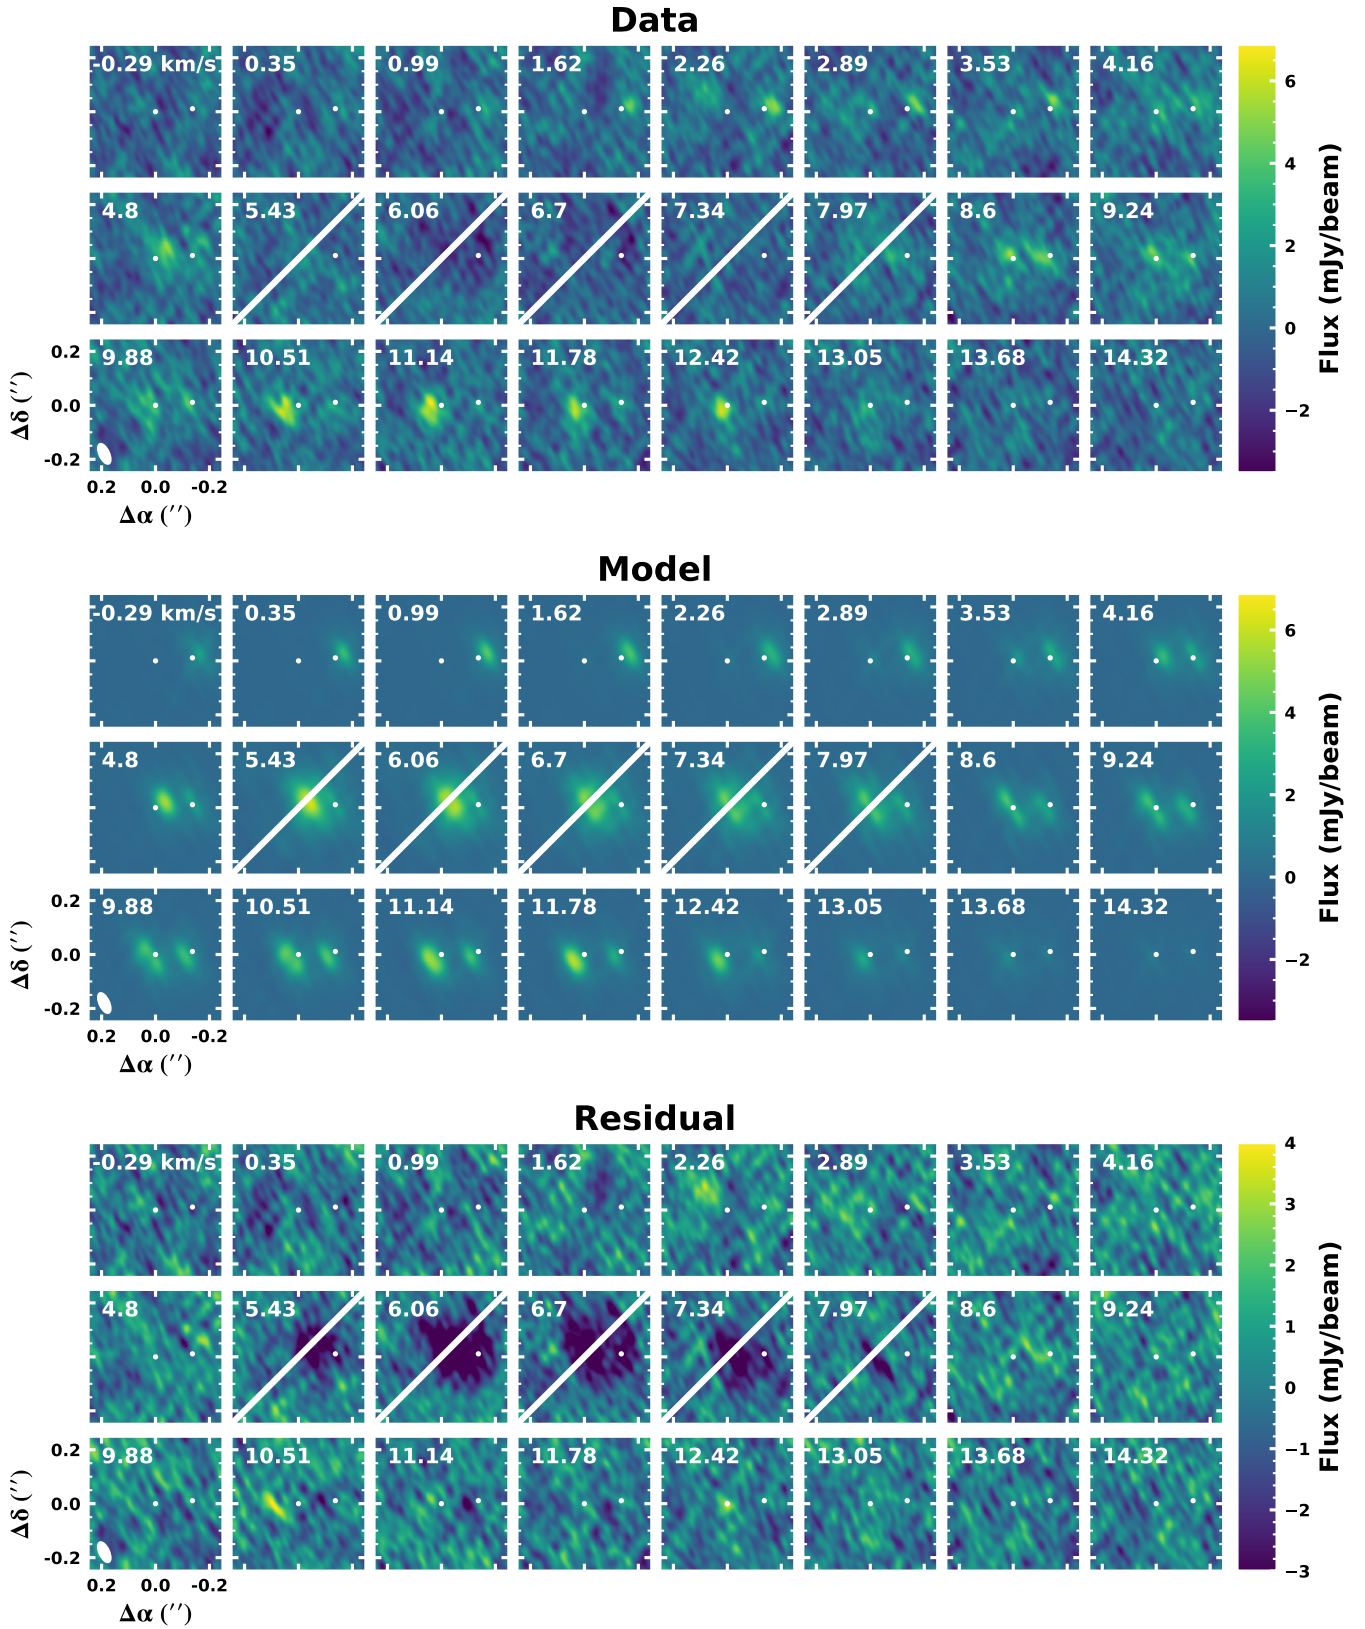 Data
-0.29 km/s 0.35 0.99 1.62 2.26 2.89 3.53 4.16
4.8 5.43 6.06 6.7 7.34 7.97 8.6 9.24
9.88 10.51 11.14 11.78 12.42 13.05 13.68 14.32
0.2
0.0
-0.2
Δδ (′′)
0.2 0.0 -0.2
Δα (′′)
6
4
2
0
−2
Flux (mJy/beam)
Model
-0.29 km/s 0.35 0.99 1.62 2.26 2.89 3.53 4.16
4.8 5.43 6.06 6.7 7.34 7.97 8.6 9.24
9.88 10.51 11.14 11.78 12.42 13.05 13.68 14.32
0.2
0.0
-0.2
Δδ (′′)
0.2 0.0 -0.2
Δα (′′)
6
4
2
0
−2
Flux (mJy/beam)
Residual
-0.29 km/s 0.35 0.99 1.62 2.26 2.89 3.53 4.16
4.8 5.43 6.06 6.7 7.34 7.97 8.6 9.24
9.88 10.51 11.14 11.78 12.42 13.05 13.68 14.32
0.2
0.0
-0.2
Δδ (′′)
0.2 0.0 -0.2
Δα (′′)
4
3
2
1
0
−1
−2
−3
Flux (mJy/beam)